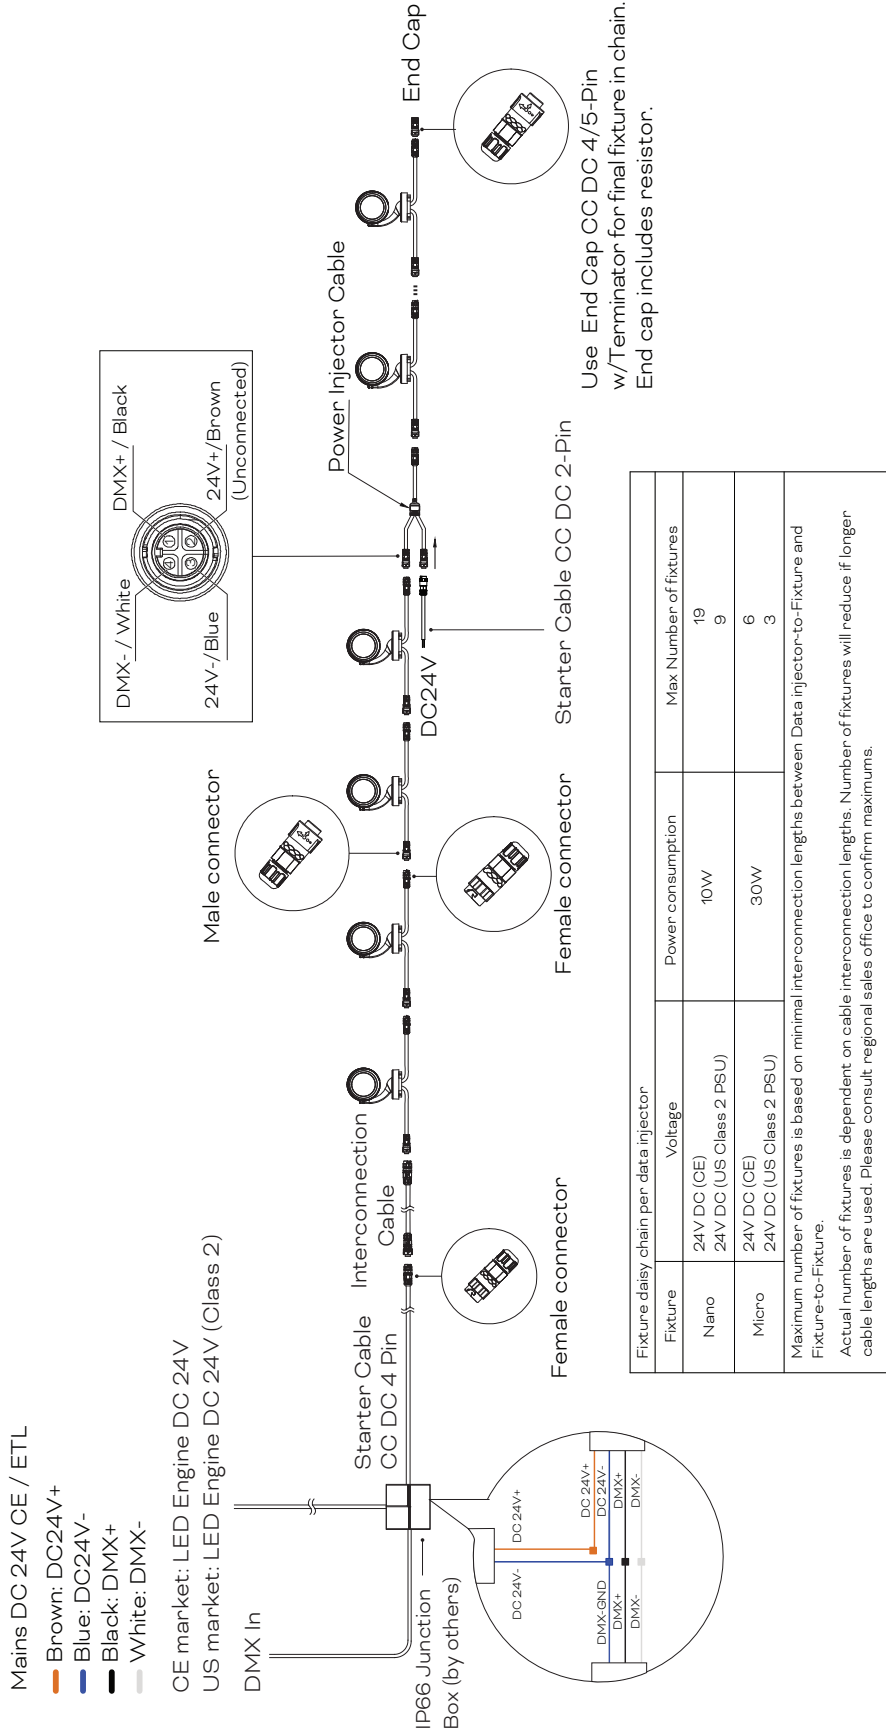 Mains DC 24V CE / ETL
Brown: DC24V+
Blue: DC24V-
Black: DMX+
White: DMX-
CE market: LED Engine DC 24V
US market: LED Engine DC 24V (Class 2)
DMX In
IP66 Junction
Box (by others)
Starter Cable
CC DC 4 Pin
Interconnection
Cable
Female connector
Male connector
Female connector
DMX- / White
DMX+ / Black
4
1
3
2
24V-/Blue
24V+/Brown
(Unconnected)
DC24V
Starter Cable CC DC 2-Pin
Power Injector Cable
End Cap
Use End Cap CC DC 4/5-Pin
w/Terminator for final fixture in chain.
End cap includes resistor.
DC 24V-
DC 24V+
DMX-GND
DMX+
DMX-
DC 24V+
DC 24V-
DMX+
DMX-
Fixture daisy chain per data injector
Fixture Voltage Power consumption Max Number of fixtures
Nano 24V DC (CE) 10W 19
24V DC (US Class 2 PSU) 9
Micro 24V DC (CE) 30W 6
24V DC (US Class 2 PSU) 3
Maximum number of fixtures is based on minimal interconnection lengths between Data injector-to-Fixture and
Fixture-to-Fixture.
Actual number of fixtures is dependent on cable interconnection lengths. Number of fixtures will reduce if longer
cable lengths are used. Please consult regional sales office to confirm maximums.